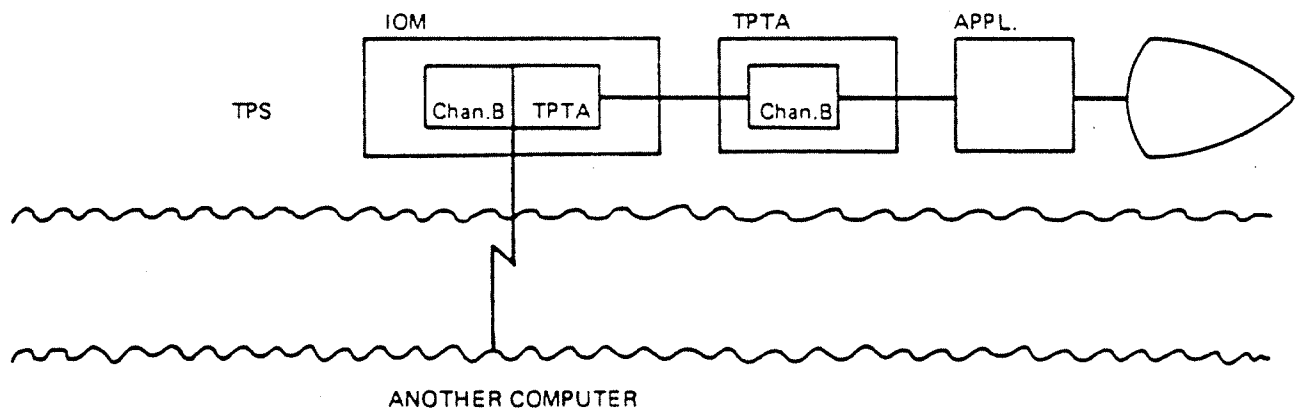 IOM TPTA APPL.
TPS Chan.B TPTA Chan.B
ANOTHER COMPUTER